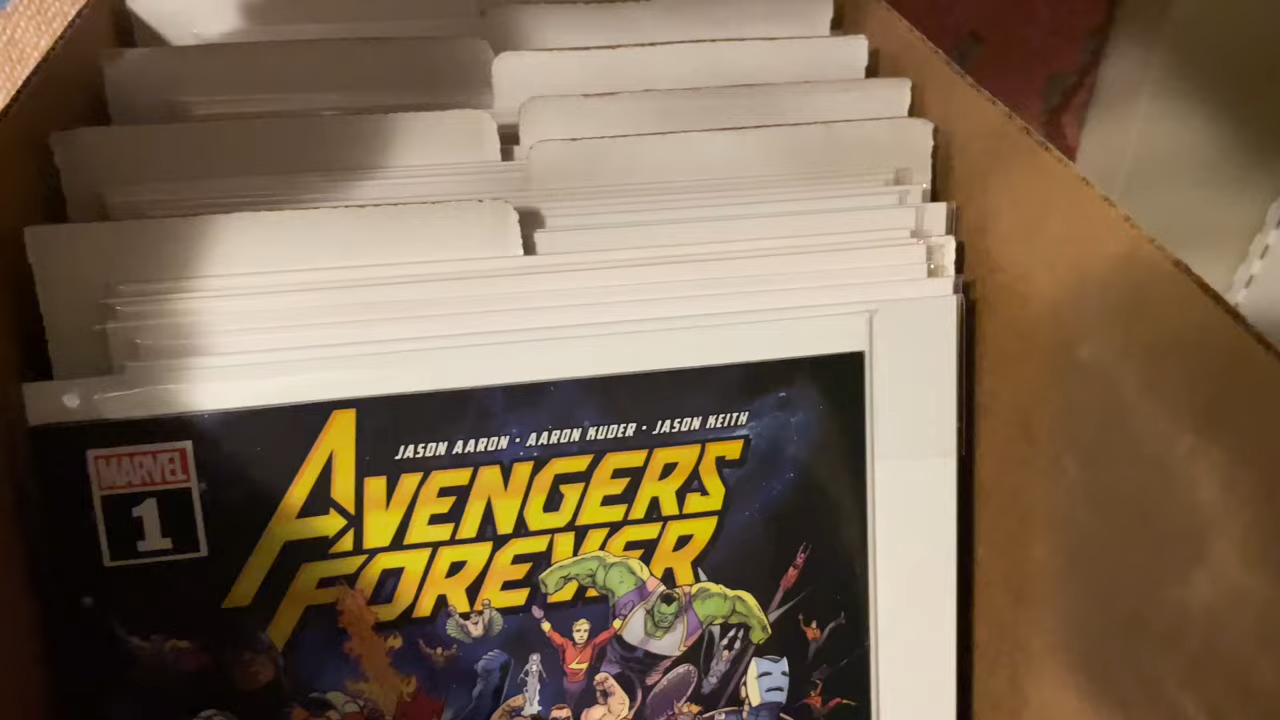 JASON AARON · AARON KUDER · JASON KEITH
MARVEL
1
AVENGERS
FOREVER